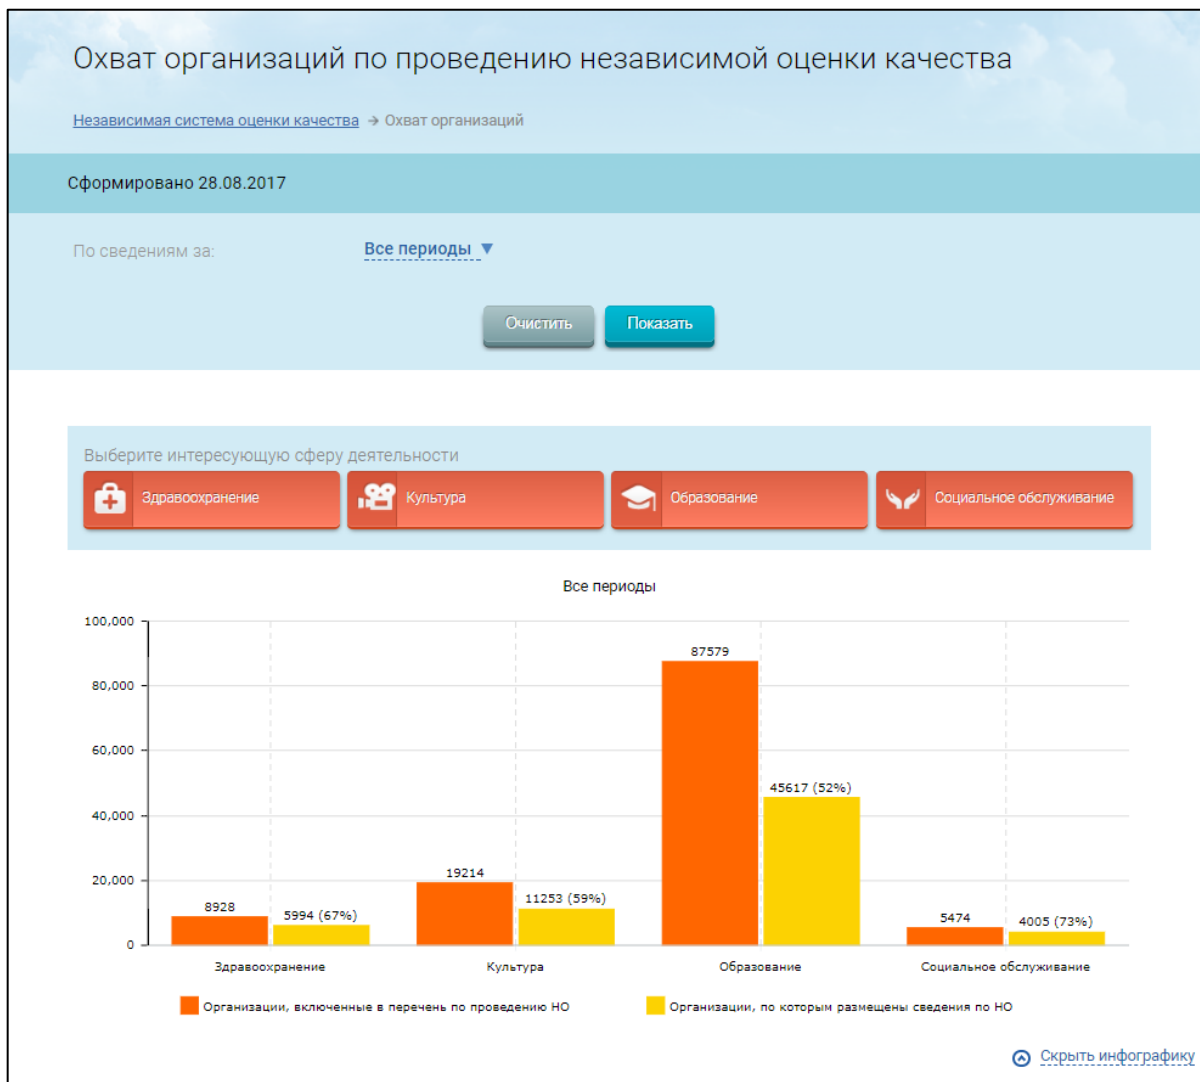 Охват организаций по проведению независимой оценки качества
Независимая система оценки качества → Охват организаций
Сформировано 28.08.2017
По сведениям за: Все периоды ▼
Очистить Показать
Выберите интересующую сферу деятельности
Здравоохранение Культура Образование Социальное обслуживание
Все периоды
100,000
87579
80,000
60,000
45617 (52%)
40,000
19214
20,000
11253 (59%)
8928
5994 (67%)
5474
4005 (73%)
0
Здравоохранение Культура Образование Социальное обслуживание
Организации, включенные в перечень по проведению НО Организации, по которым размещены сведения по НО
Скрыть инфографику